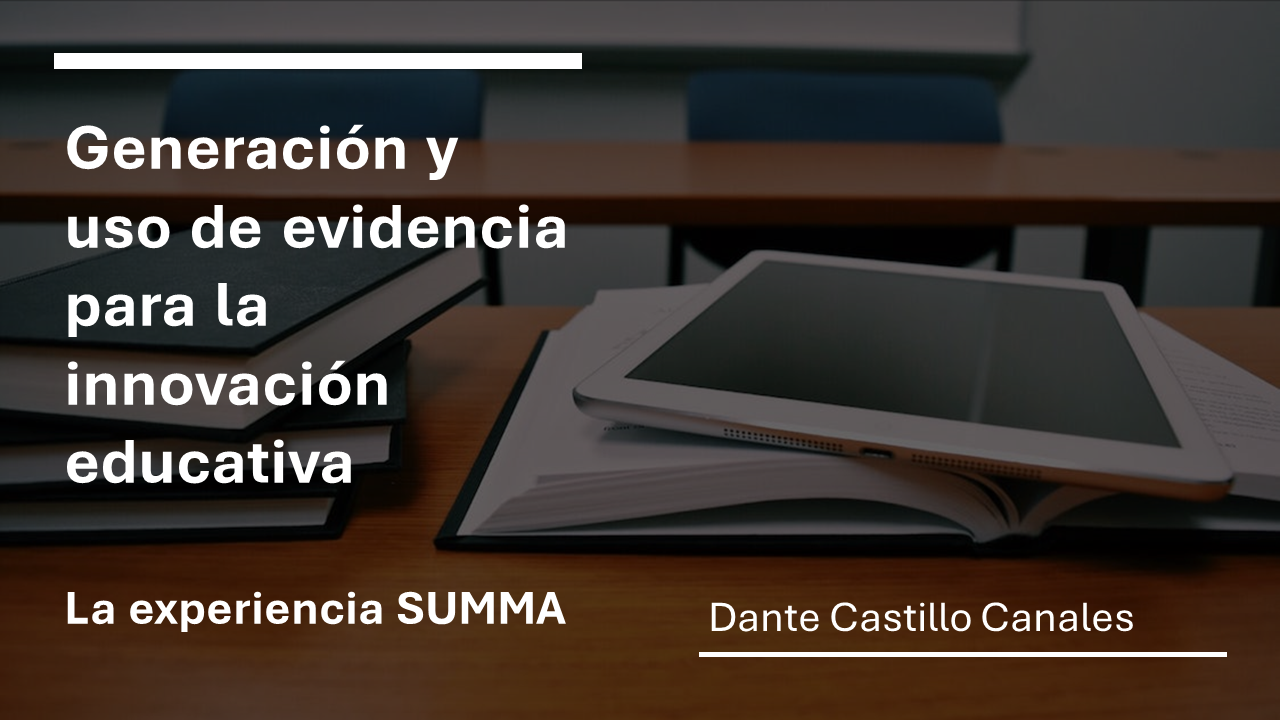 Generación y
uso de evidencia
para la
innovación
educativa
La experiencia SUMMA
Dante Castillo Canales